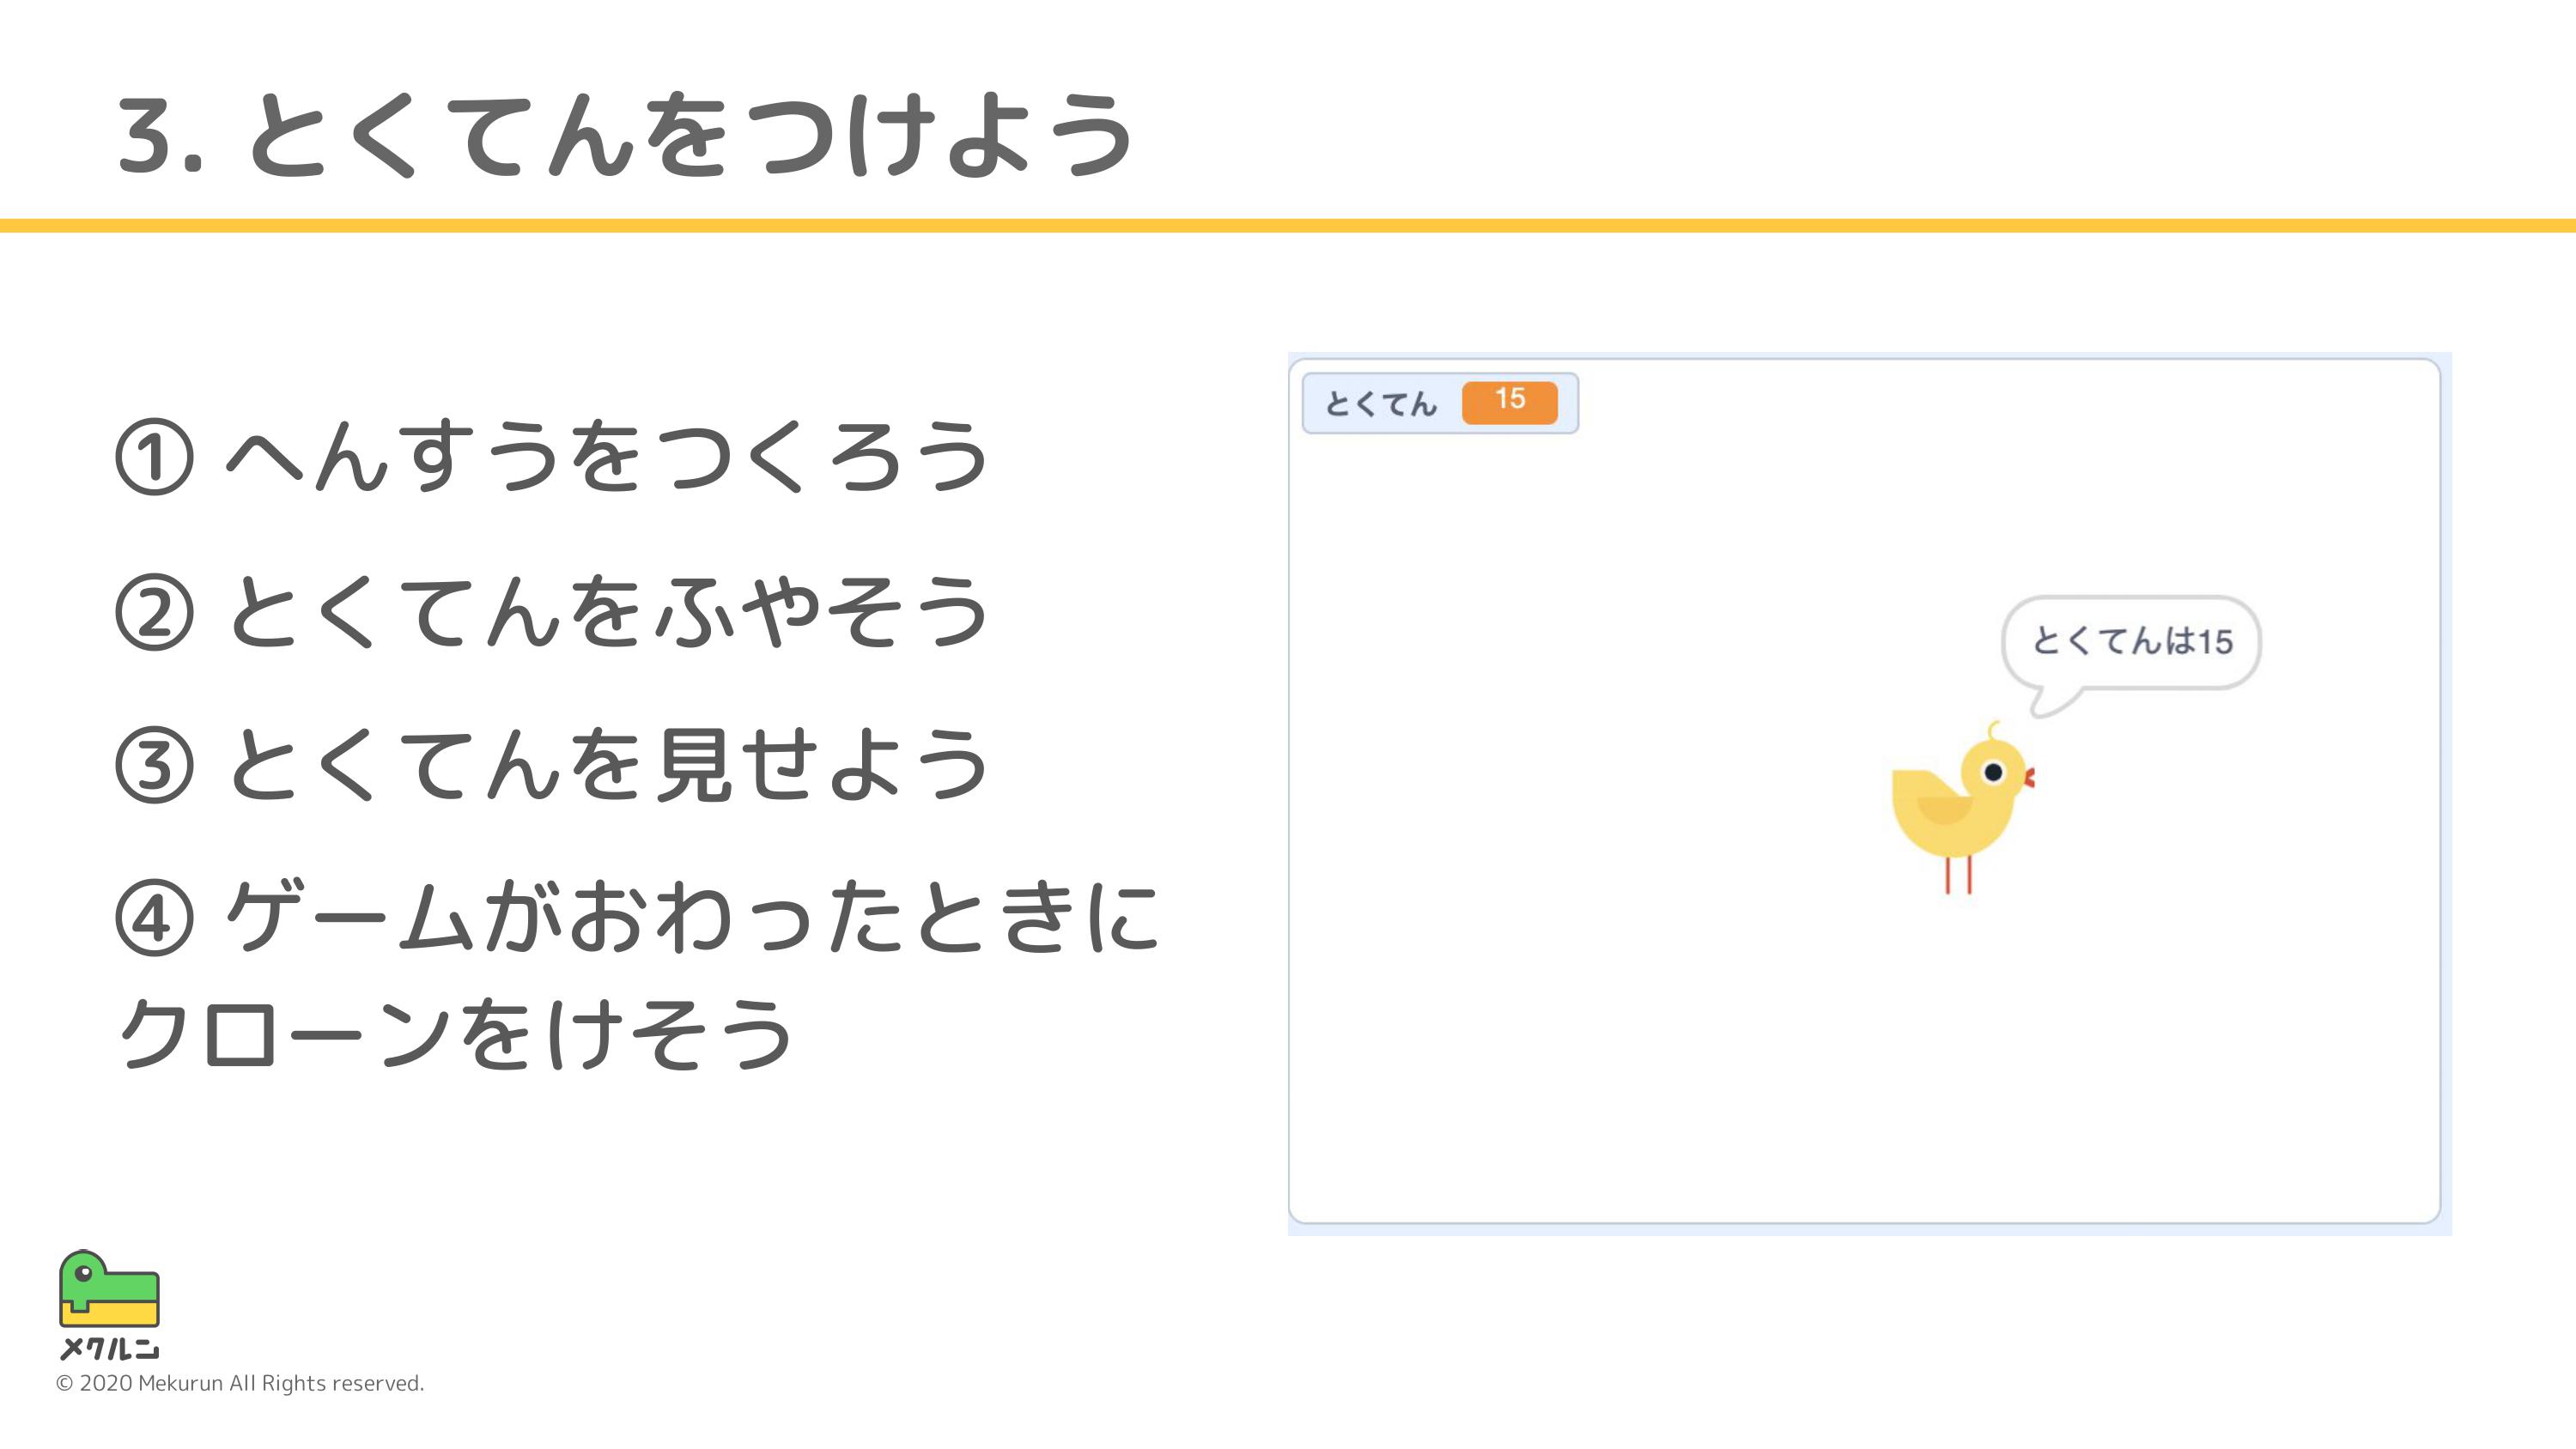 3. とくてんをつけよう
① へんすうをつくろう
② とくてんをふやそう
③ とくてんを見せよう
④ ゲームがおわったときに
クローンをけそう
とくてん 15
とくてんは15
メクルン
© 2020 Mekurun All Rights reserved.